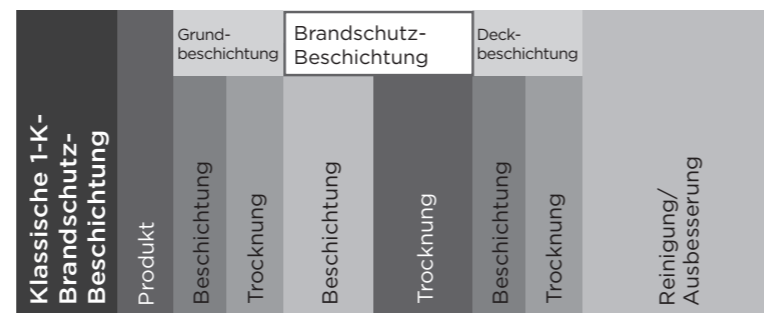 Klassische 1-K-
Brandschutz-
Beschichtung
Produkt
Grund-
beschichtung
Beschichtung
Trocknung
Brandschutz-
Beschichtung
Beschichtung
Trocknung
Deck-
beschichtung
Beschichtung
Trocknung
Reinigung/
Ausbesserung